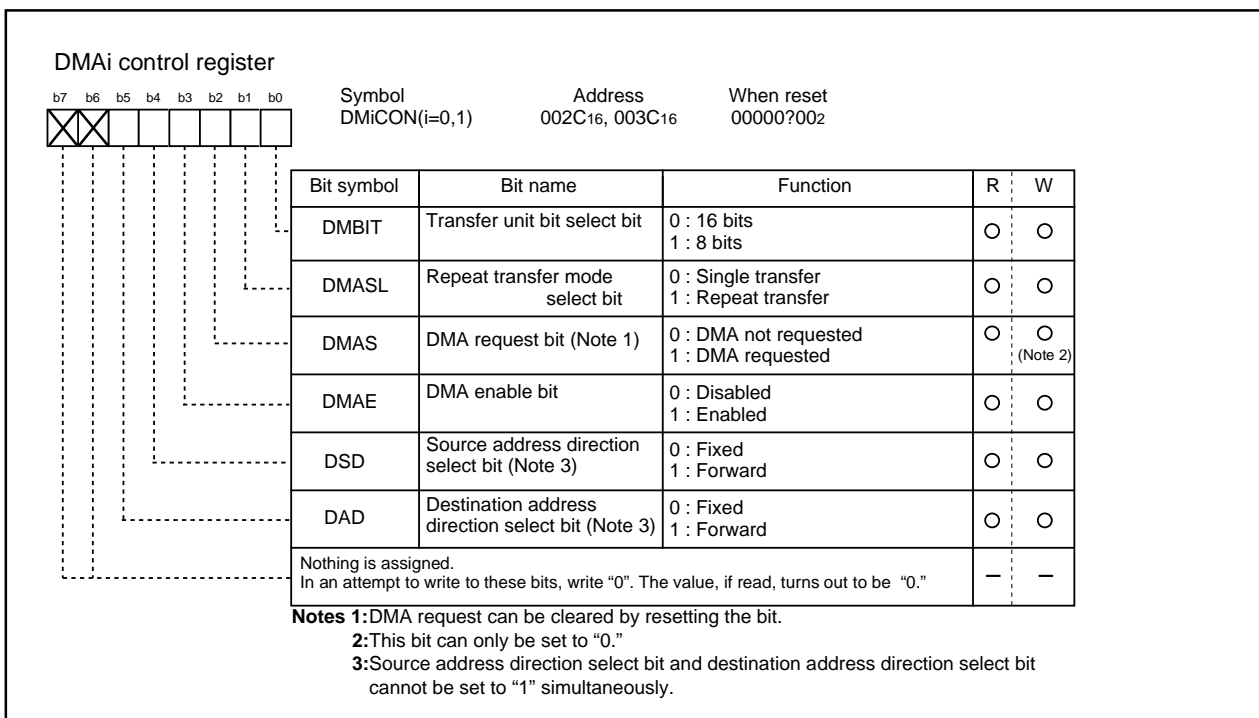 DMAi control register
b7 b6 b5 b4 b3 b2 b1 b0
Symbol Address When reset
DMiCON(i=0,1) 002C16, 003C16 00000?002
Bit symbol Bit name Function R W
DMBIT Transfer unit bit select bit 0 : 16 bits
1 : 8 bits
DMASL Repeat transfer mode
select bit 0 : Single transfer
1 : Repeat transfer
DMAS DMA request bit (Note 1) 0 : DMA not requested
1 : DMA requested
(Note 2)
DMAE DMA enable bit 0 : Disabled
1 : Enabled
DSD Source address direction
select bit (Note 3) 0 : Fixed
1 : Forward
DAD Destination address
direction select bit (Note 3) 0 : Fixed
1 : Forward
Nothing is assigned.
In an attempt to write to these bits, write “0”. The value, if read, turns out to be “0.” – –
Notes 1:DMA request can be cleared by resetting the bit.
2:This bit can only be set to “0.”
3:Source address direction select bit and destination address direction select bit
cannot be set to “1” simultaneously.